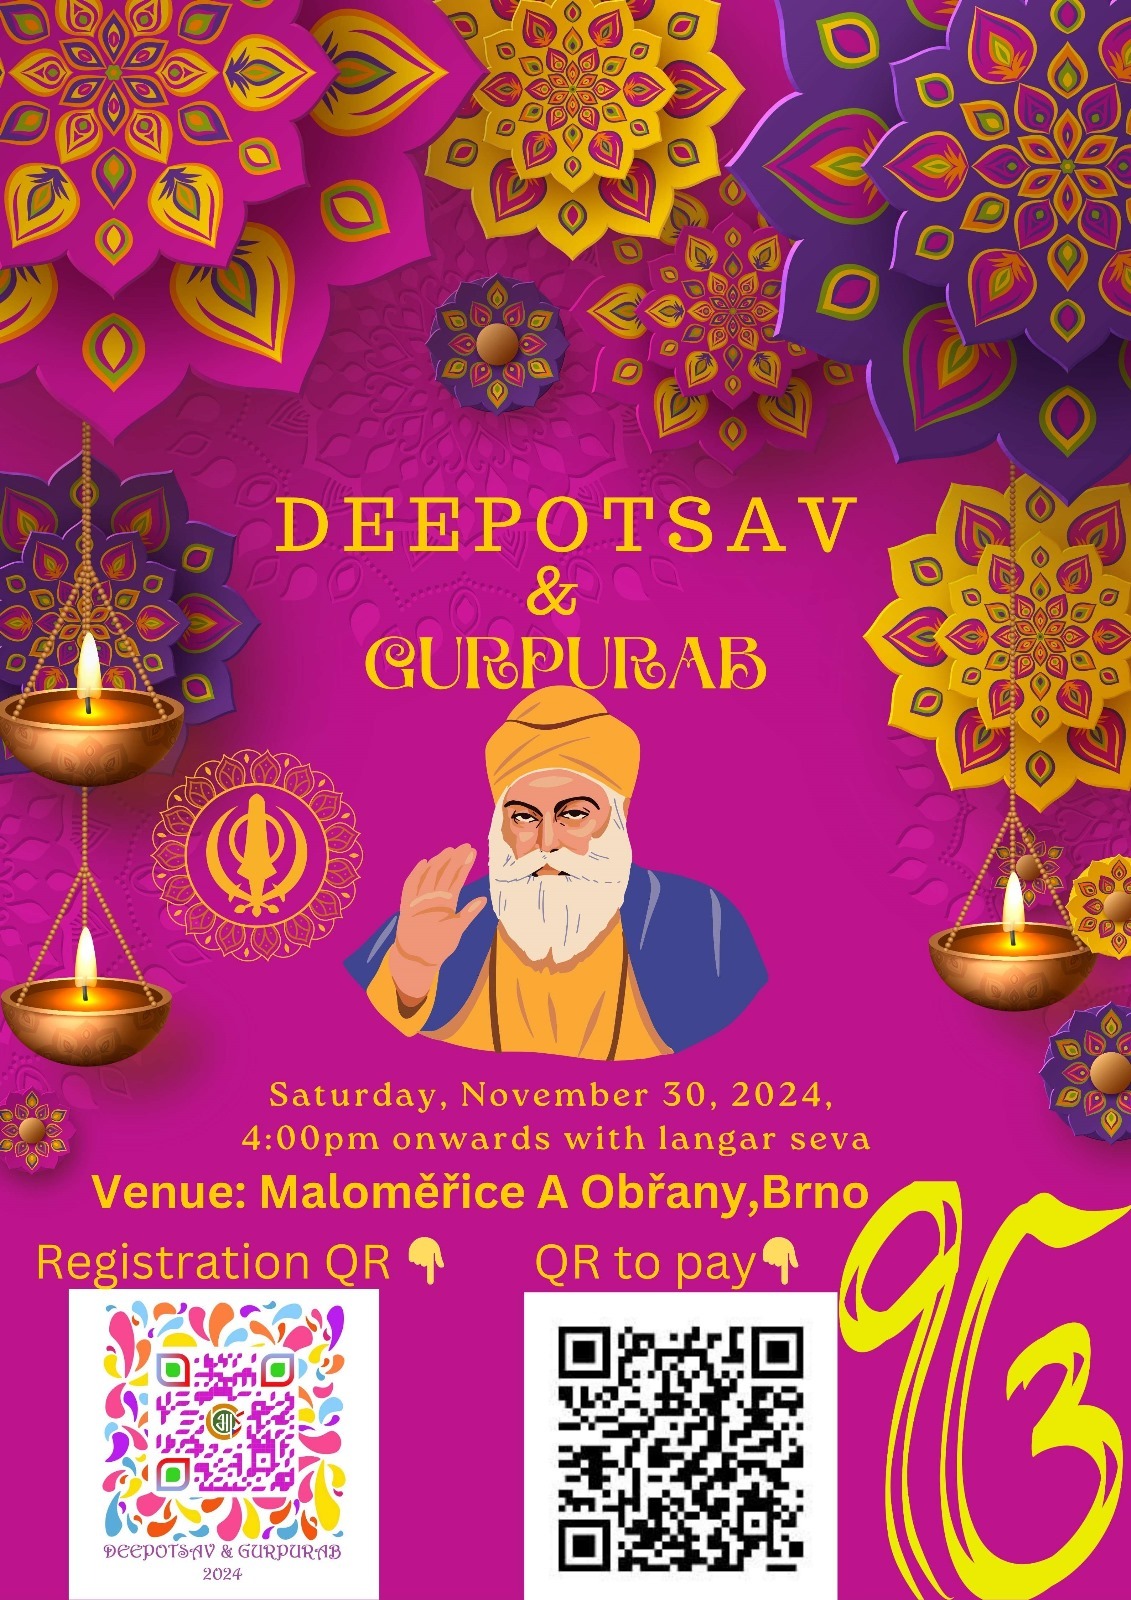 DEEPOTSAV
&
GURPURAB
Saturday, November 30, 2024,
4:00pm onwards with langar seva
Venue: Maloměřice A Obřany,Brno
Registration QR 👇
QR to pay👇
ੴ
DEEPOTSAV & GURPURAB
2024